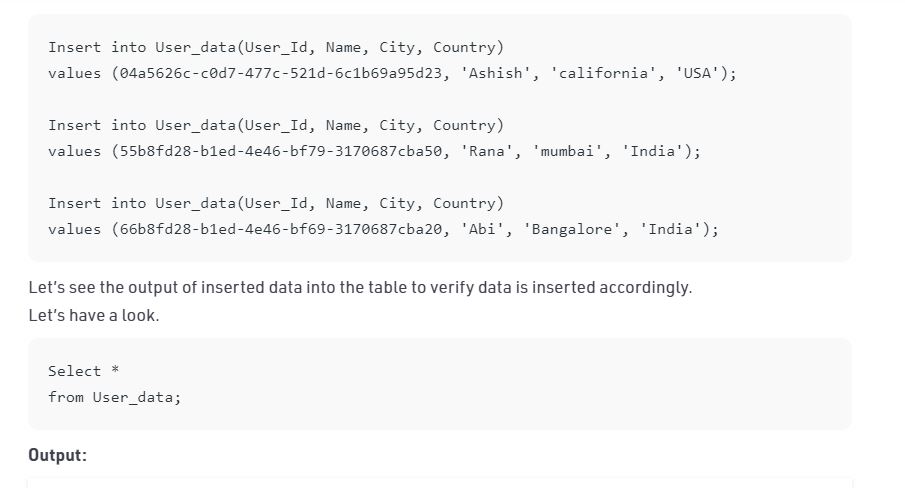 Insert into User_data(User_Id, Name, City, Country)
values (04a5626c-c0d7-477c-521d-6c1b69a95d23, 'Ashish', 'california', 'USA');
Insert into User_data(User_Id, Name, City, Country)
values (55b8fd28-b1ed-4e46-bf79-3170687cba50, 'Rana', 'mumbai', 'India');
Insert into User_data(User_Id, Name, City, Country)
values (66b8fd28-b1ed-4e46-bf69-3170687cba20, 'Abi', 'Bangalore', 'India');
Let’s see the output of inserted data into the table to verify data is inserted accordingly.
Let’s have a look.
Select *
from User_data;
Output: